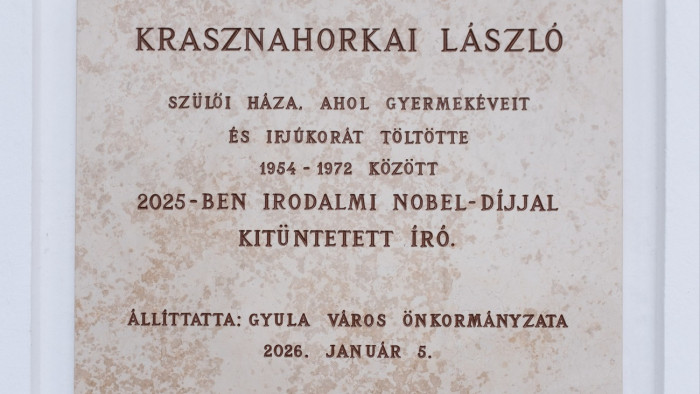 KRASZNAHORKAI LÁSZLÓ
SZÜLŐI HÁZA, AHOL GYERMEKÉVEIT
ÉS IFJÚKORÁT TÖLTÖTTE
1954 - 1972 KÖZÖTT
2025-BEN IRODALMI NOBEL-DÍJJAL
KITÜNTETETT ÍRÓ.
ÁLLÍTTATTA: GYULA VÁROS ÖNKORMÁNYZATA
2026. JANUÁR 5.